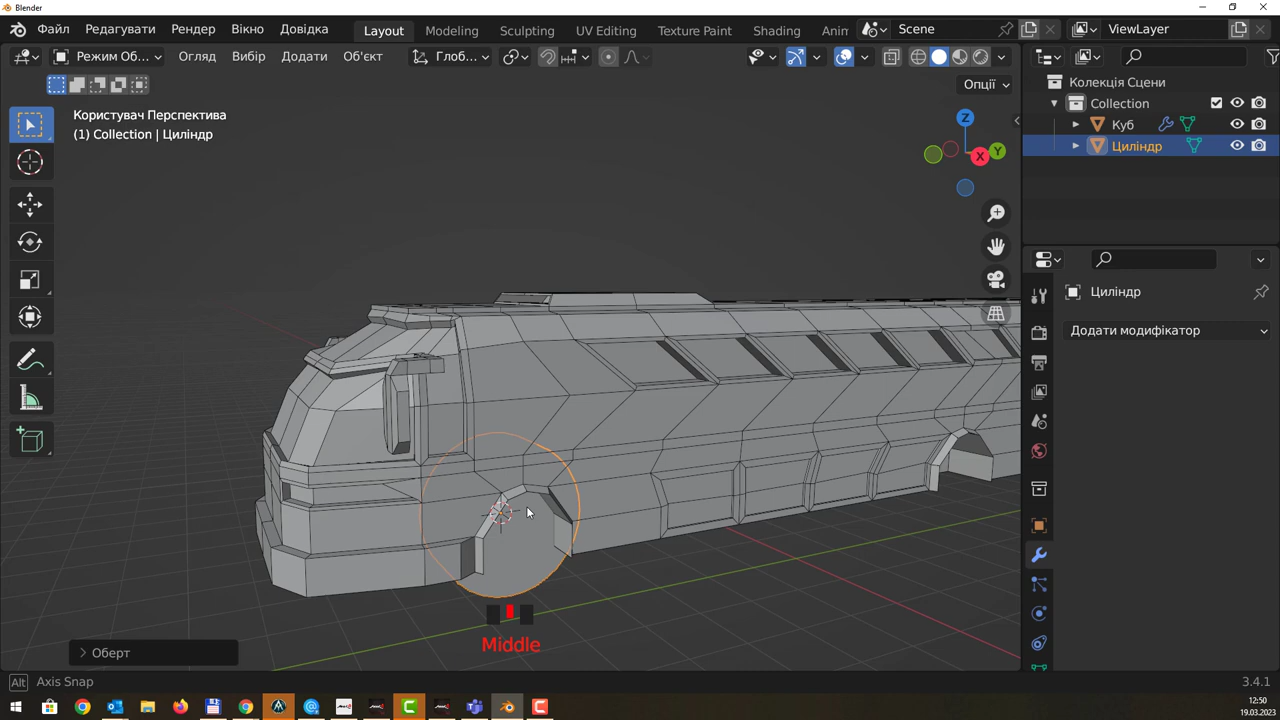 Blender
Файл Редагувати Рендер Вікно Довідка Layout Modeling Sculpting UV Editing Texture Paint Shading Anin Scene ViewLayer
Режим Об... Огляд Вибір Додати Об'єкт Глоб...
Опції
Користувач Перспектива
(1) Collection | Циліндр
Z
X
Y
Колекція Сцени
Collection
Куб
Циліндр
Циліндр
Додати модифікатор
Middle
Оберт
Alt Axis Snap
3.4.1
12:50
19.03.2023